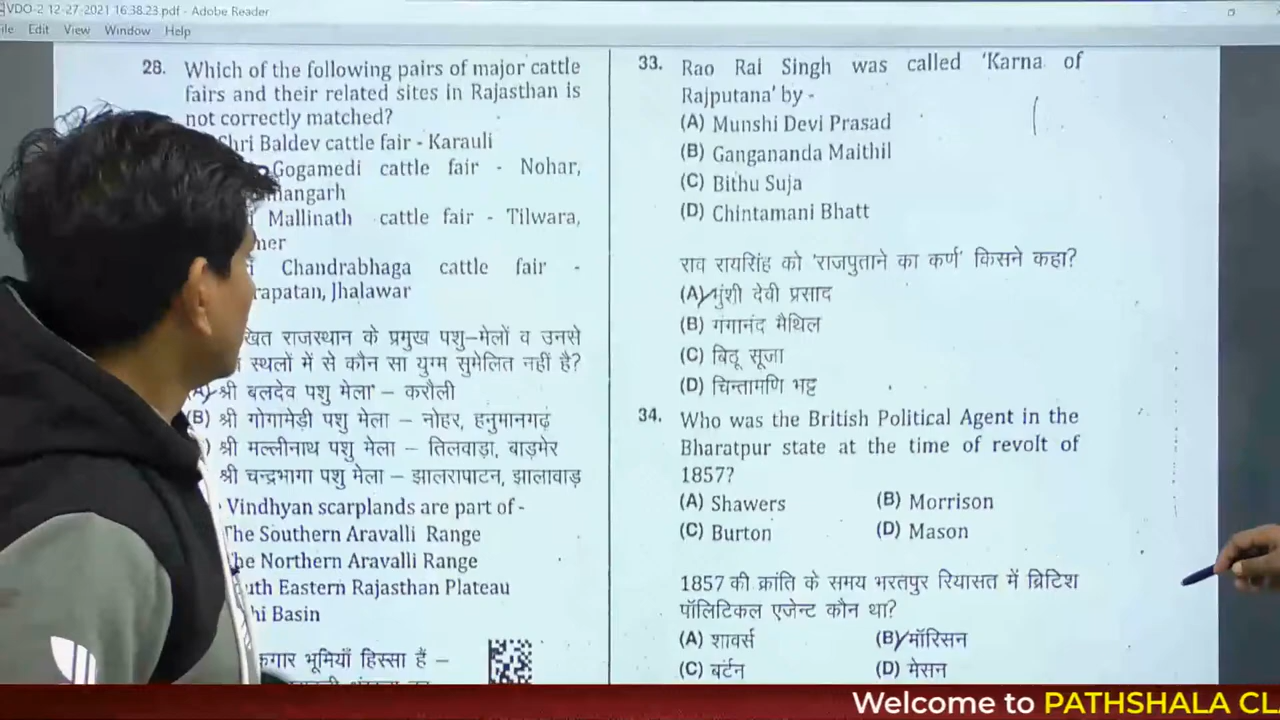 VDO-2 12-27-2021 16.38.23.pdf - Adobe Reader
ile Edit View Window Help
28. Which of the following pairs of major cattle
fairs and their related sites in Rajasthan is
not correctly matched?
Shri Baldev cattle fair - Karauli
Gogamedi cattle fair - Nohar,
Mallinath cattle fair - Tilwara,
Chandrabhaga cattle fair -
Jhalawar
राजस्थान के प्रमुख पशु–मेलों व उनसे
स्थलों में से कौन सा युग्म सुमेलित नहीं है?
(A) श्री बलदेव पशु मेला – करौली
(B) श्री गोगामेड़ी पशु मेला – नोहर, हनुमानगढ़
) श्री मल्लीनाथ पशु मेला – तिलवाड़ा, बाड़मेर
श्री चन्द्रभागा पशु मेला – झालरापाटन, झालावाड़
Vindhyan scarplands are part of -
The Southern Aravalli Range
The Northern Aravalli Range
Eastern Rajasthan Plateau
Basin
भूमियाँ हिस्सा हैं –
33. Rao Rai Singh was called 'Karna of
Rajputana' by -
(A) Munshi Devi Prasad
(B) Gangananda Maithil
(C) Bithu Suja
(D) Chintamani Bhatt
राव रायसिंह को 'राजपुताने का कर्ण' किसने कहा?
(A) मुंशी देवी प्रसाद
(B) गंगानंद मैथिल
(C) बिठू सूजा
(D) चिन्तामणि भट्ट
34. Who was the British Political Agent in the
Bharatpur state at the time of revolt of
1857?
(A) Shawers (B) Morrison
(C) Burton (D) Mason
1857 की क्रांति के समय भरतपुर रियासत में ब्रिटिश
पॉलिटिकल एजेन्ट कौन था?
(A) शावर्स (B) मॉरिसन
(C) बर्टन (D) मेसन
Welcome to PATHSHALA CL